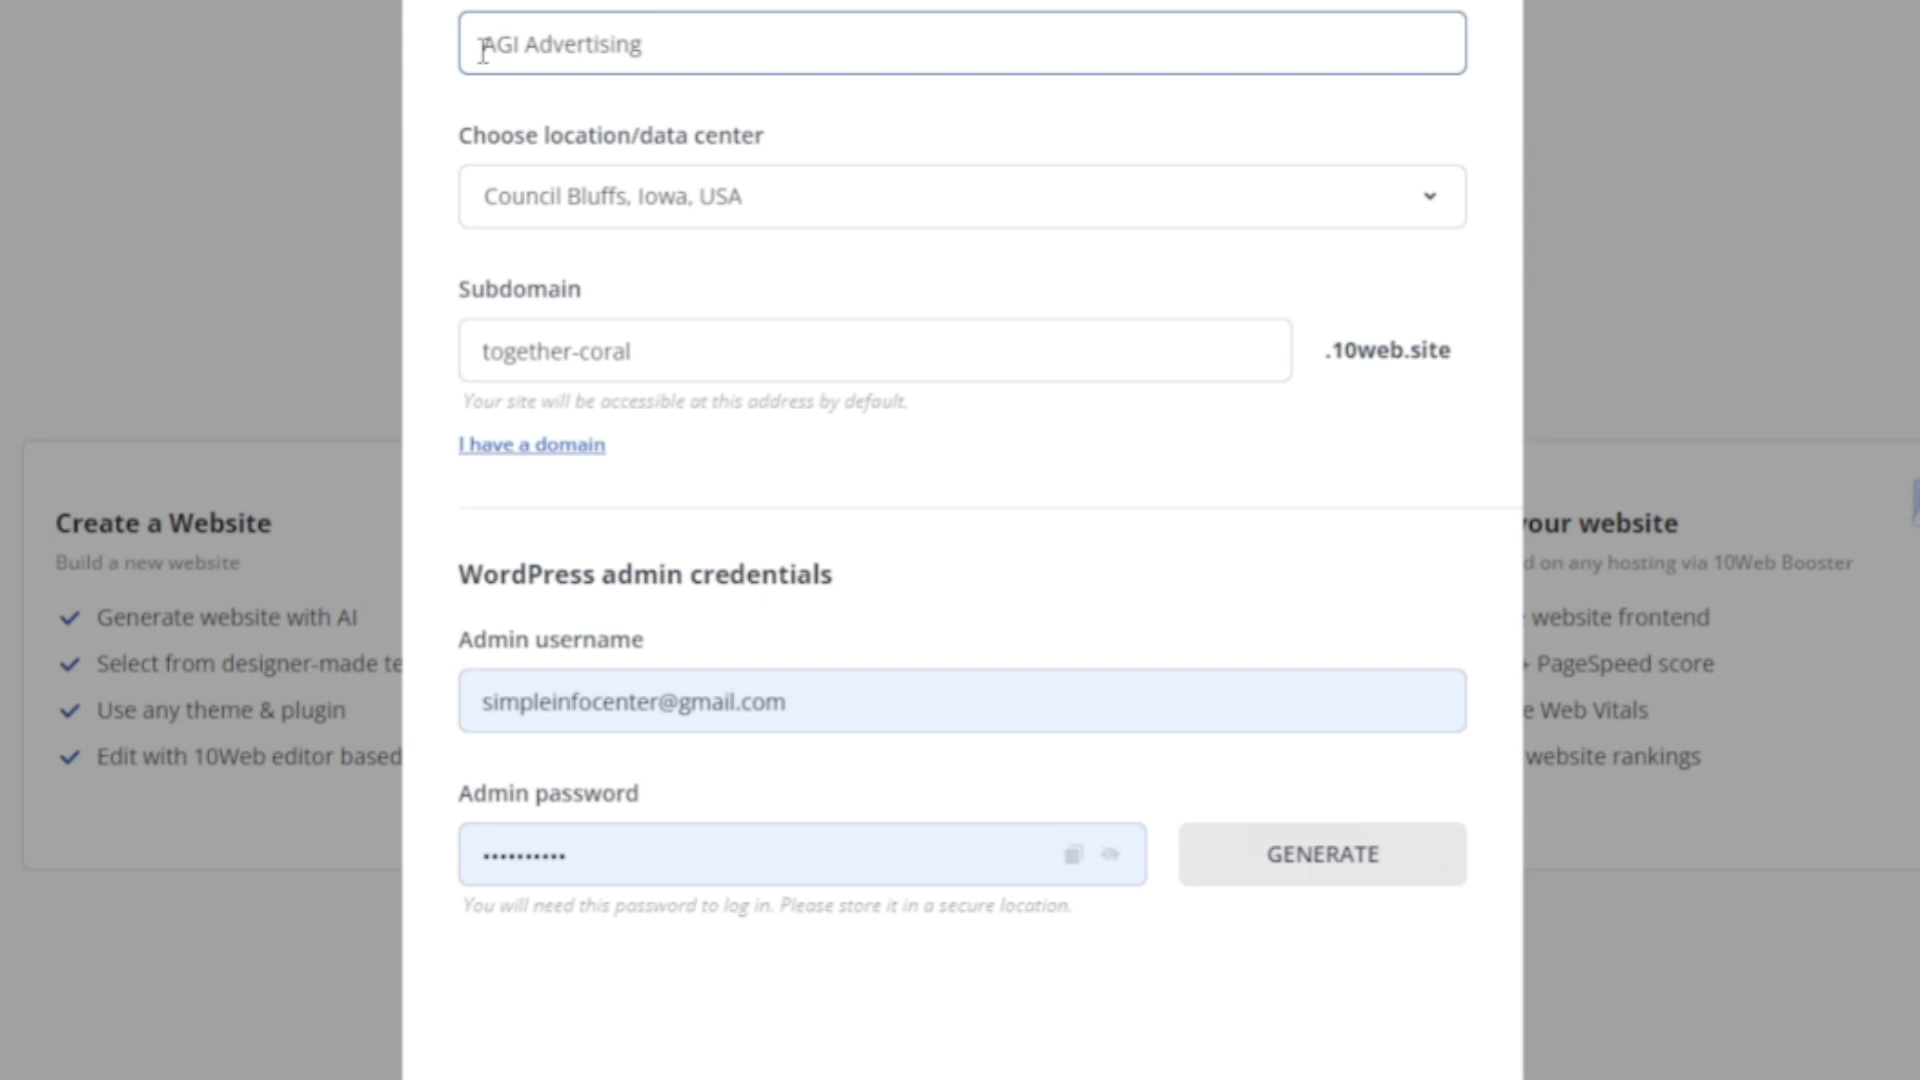 AGI Advertising
Choose location/data center
Council Bluffs, Iowa, USA
Subdomain
together-coral
.10web.site
Your site will be accessible at this address by default.
I have a domain
Create a Website
Build a new website
Generate website with AI
Select from designer-made te
Use any theme & plugin
Edit with 10Web editor based
WordPress admin credentials
Admin username
simpleinfocenter@gmail.com
Admin password
••••••••••
GENERATE
You will need this password to log in. Please store it in a secure location.
your website
d on any hosting via 10Web Booster
website frontend
+ PageSpeed score
e Web Vitals
website rankings